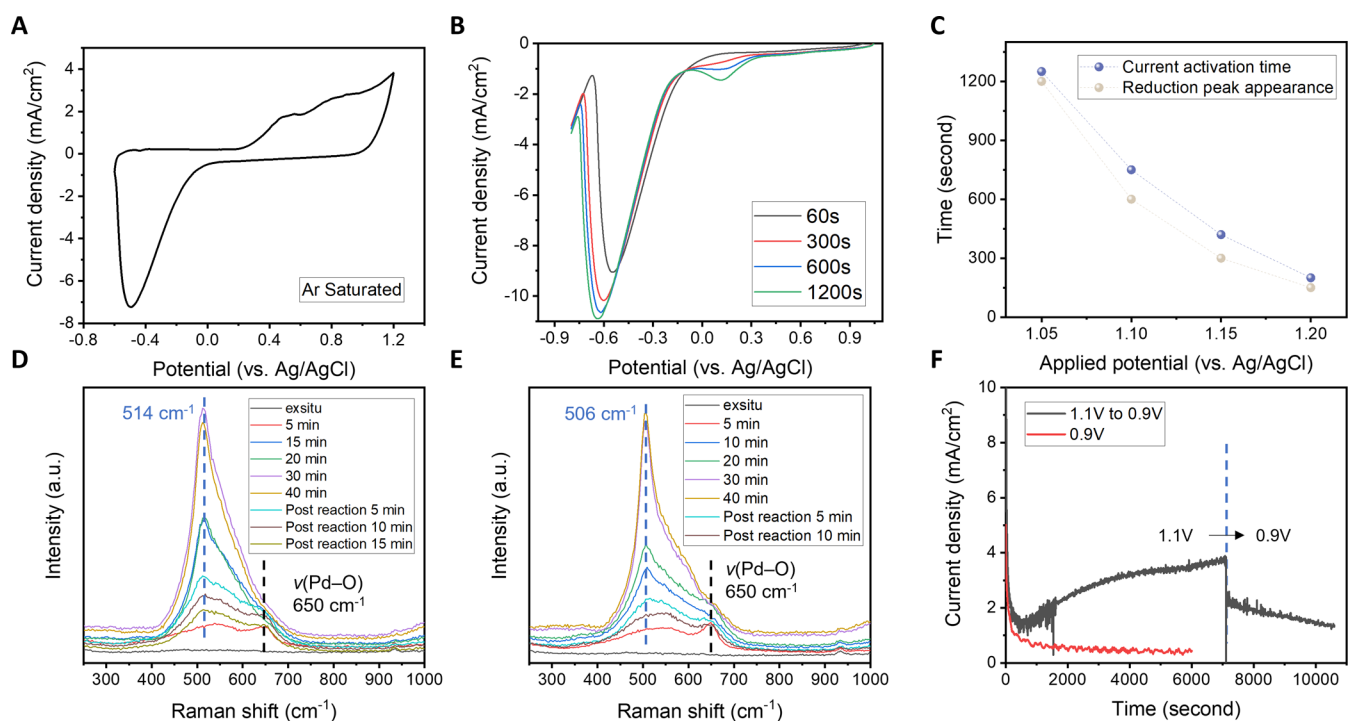 A
Current density (mA/cm²)
4
2
0
-2
-4
-6
-8
-0.8
-0.4
0.0
0.4
0.8
1.2
Ar Saturated
Potential (vs. Ag/AgCl)
B
Current density (mA/cm²)
0
-2
-4
-6
-8
-10
-0.9
-0.6
-0.3
0.0
0.3
0.6
0.9
60s
300s
600s
1200s
Potential (vs. Ag/AgCl)
C
Time (second)
1200
900
600
300
0
1.05
1.10
1.15
1.20
Current activation time
Reduction peak appearance
Applied potential (vs. Ag/AgCl)
D
Intensity (a.u.)
514 cm⁻¹
exsitu
5 min
15 min
20 min
30 min
40 min
Post reaction 5 min
Post reaction 10 min
Post reaction 15 min
v(Pd–O)
650 cm⁻¹
300
400
500
600
700
800
900
1000
Raman shift (cm⁻¹)
E
Intensity (a.u.)
506 cm⁻¹
exsitu
5 min
10 min
20 min
30 min
40 min
Post reaction 5 min
Post reaction 10 min
v(Pd–O)
650 cm⁻¹
300
400
500
600
700
800
900
1000
Raman shift (cm⁻¹)
F
Current density (mA/cm²)
10
8
6
4
2
0
0
2000
4000
6000
8000
10000
1.1V to 0.9V
0.9V
1.1V → 0.9V
Time (second)